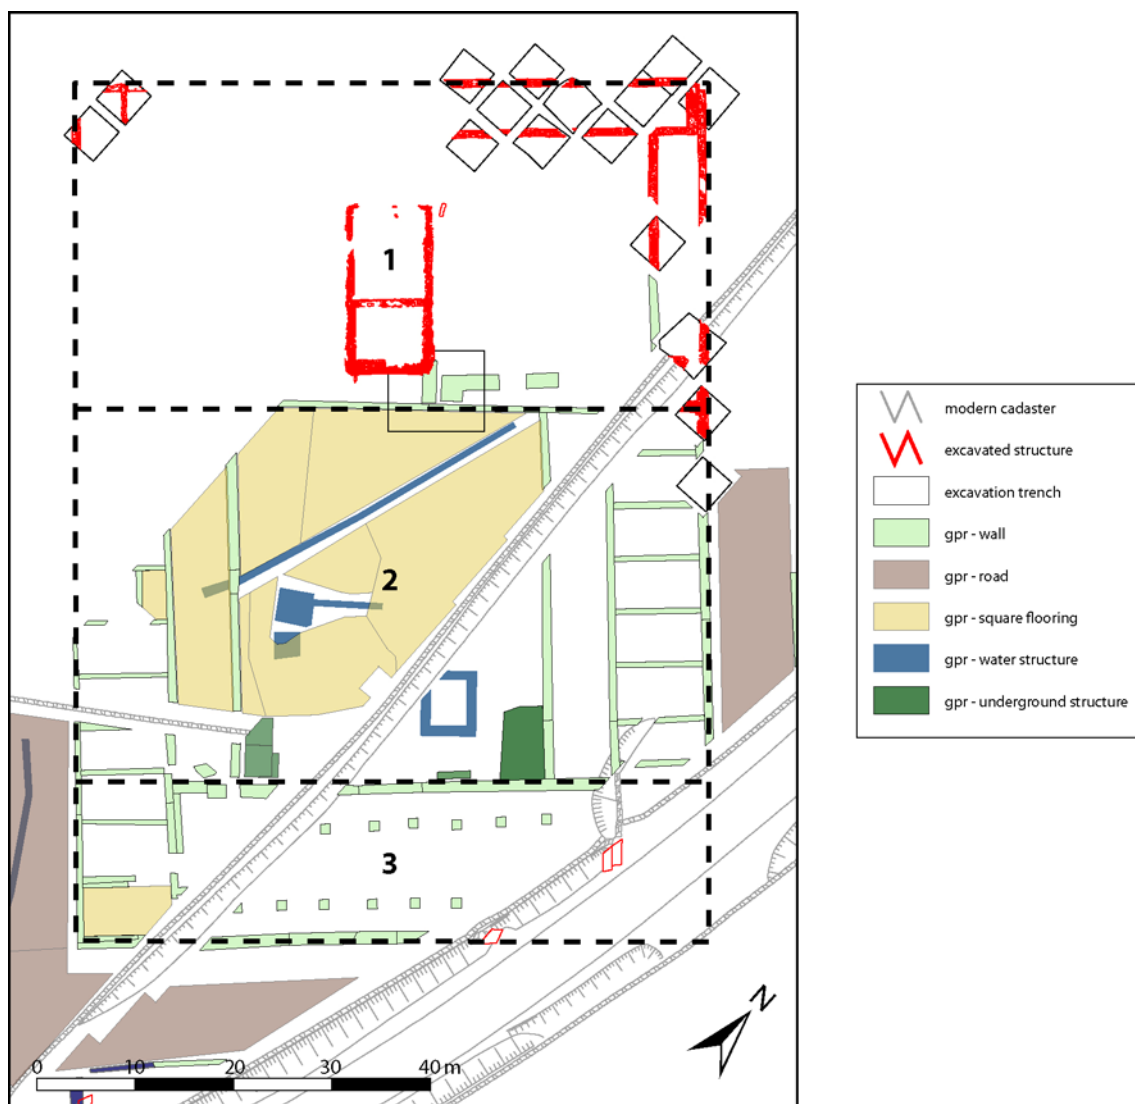 1
2
3
N
0 10 20 30 40 m
modern cadaster
excavated structure
excavation trench
gpr - wall
gpr - road
gpr - square flooring
gpr - water structure
gpr - underground structure